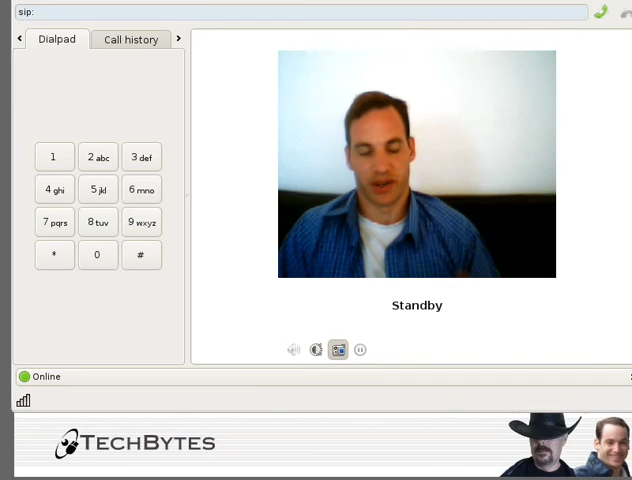 sip:
Dialpad Call history
1 2 abc 3 def
4 ghi 5 jkl 6 mno
7 pqrs 8 tuv 9 wxyz
* 0 #
Standby
Online
TECHBYTES